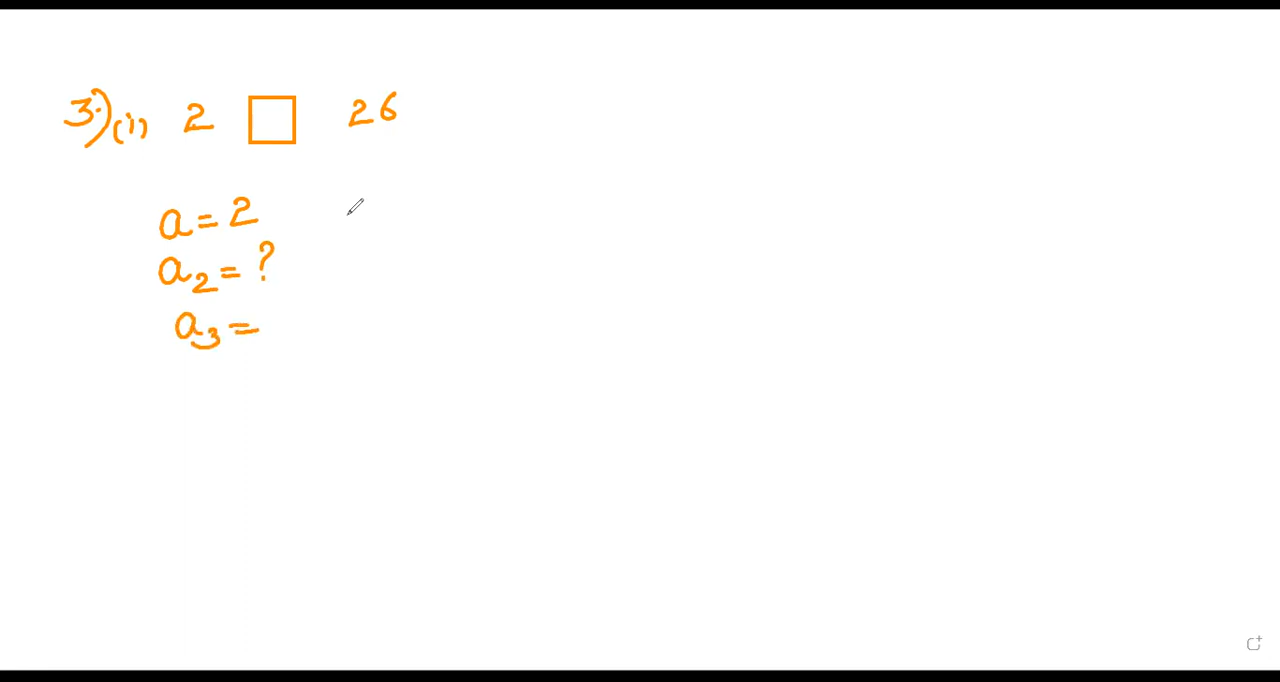 3.) (i) 2 □ 26
a = 2
a₂ = ?
a₃ =